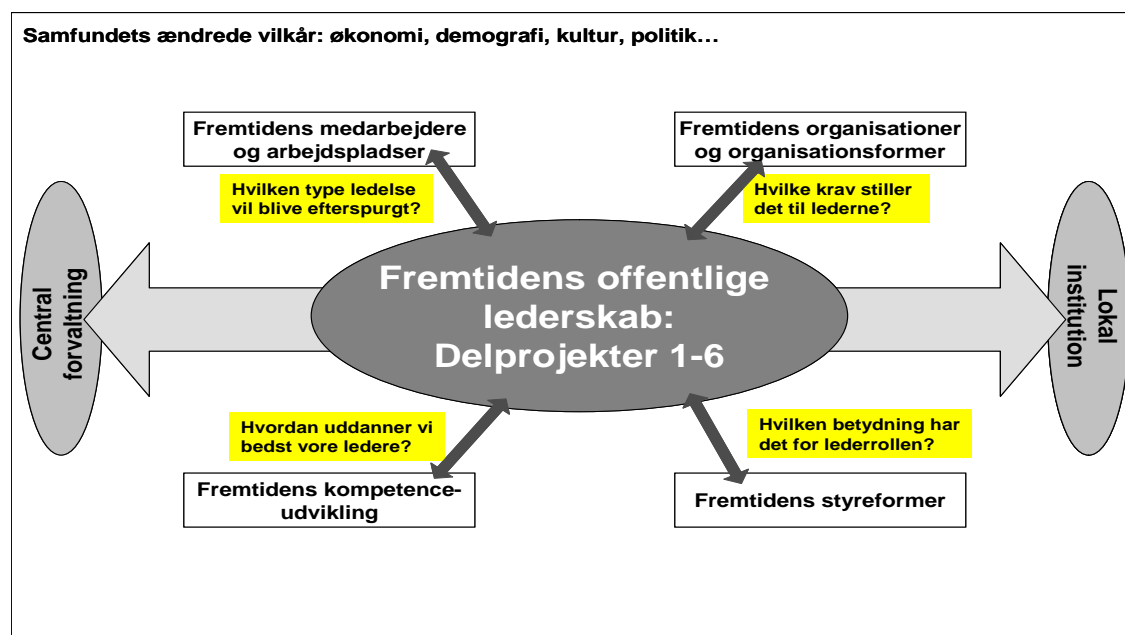 Samfundets ændrede vilkår: økonomi, demografi, kultur, politik…
Fremtidens medarbejdere
og arbejdspladser
Fremtidens organisationer
og organisationsformer
Hvilken type ledelse
vil blive efterspurgt?
Hvilke krav stiller
det til lederne?
Central
forvaltning
Fremtidens offentlige
lederskab:
Delprojekter 1-6
Lokal
institution
Hvordan uddanner vi
bedst vore ledere?
Hvilken betydning har
det for lederrollen?
Fremtidens kompetence-
udvikling
Fremtidens styreformer